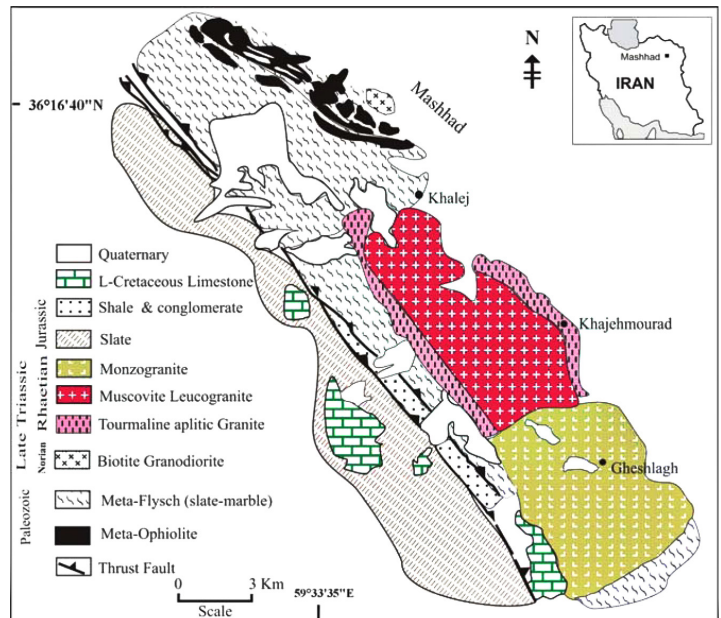 N
Mashhad
IRAN
36°16'40"N
Mashhad
Khalej
Khajehmourad
Gheshlagh
Quaternary
L-Cretaceous Limestone
Shale & conglomerate
Slate
Monzogranite
Muscovite Leucogranite
Tourmaline aplitic Granite
Biotite Granodiorite
Meta-Flysch (slate-marble)
Meta-Ophiolite
Thrust Fault
Jurassic
Late Triassic
Rhaetian
Norian
Paleozoic
0 3 Km
Scale
59°33'35"E